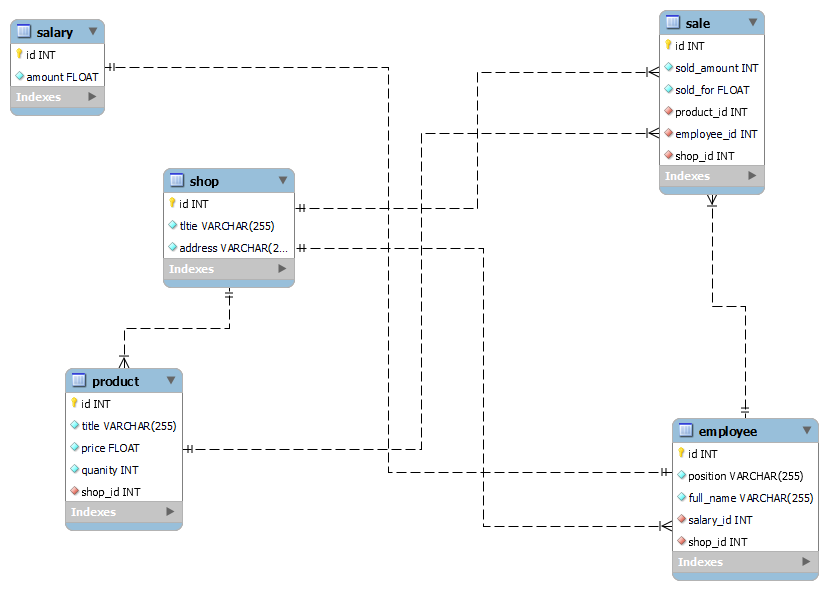 salary
id INT
amount FLOAT
Indexes
sale
id INT
sold_amount INT
sold_for FLOAT
product_id INT
employee_id INT
shop_id INT
Indexes
shop
id INT
tltie VARCHAR(255)
address VARCHAR(2...
Indexes
product
id INT
title VARCHAR(255)
price FLOAT
quanity INT
shop_id INT
Indexes
employee
id INT
position VARCHAR(255)
full_name VARCHAR(255)
salary_id INT
shop_id INT
Indexes